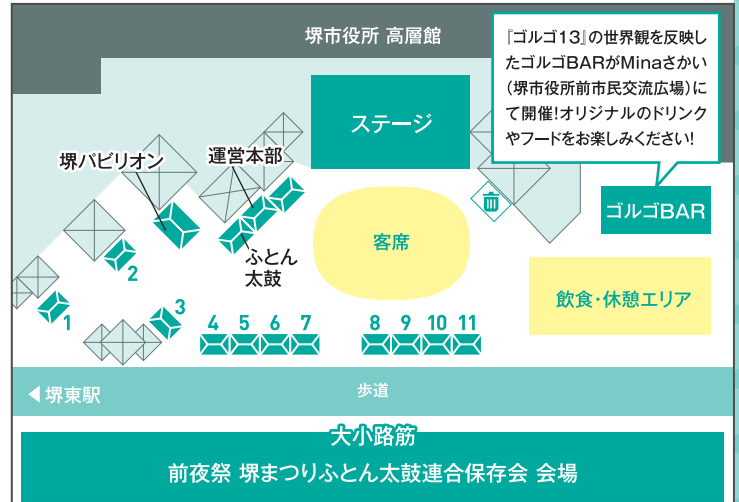 堺市役所 高層館
『ゴルゴ13』の世界観を反映し
たゴルゴBARがMinaさかい
(堺市役所前市民交流広場)に
て開催!オリジナルのドリンク
やフードをお楽しみください!
ステージ
堺パビリオン
運営本部
ゴルゴBAR
ふとん
太鼓
客席
飲食・休憩エリア
1
2
3
4 5 6 7
8 9 10 11
堺東駅
歩道
大小路筋
前夜祭 堺まつりふとん太鼓連合保存会 会場